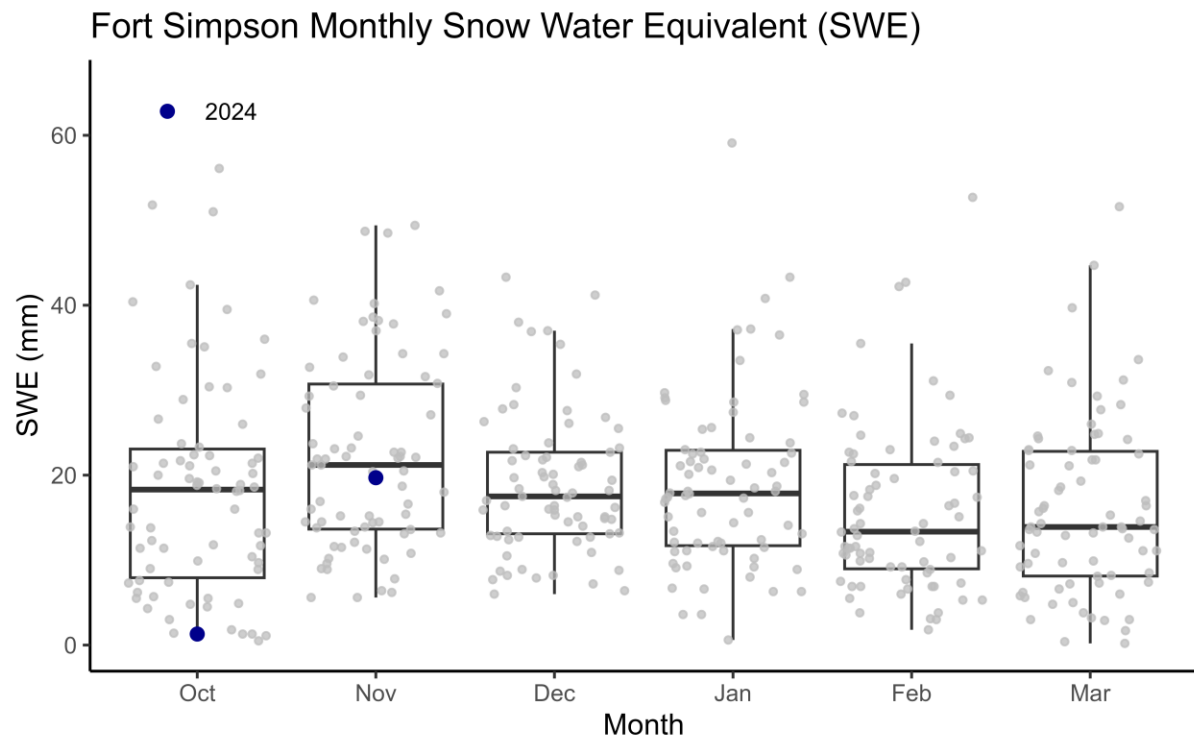 Fort Simpson Monthly Snow Water Equivalent (SWE)
2024
60
40
20
0
SWE (mm)
Oct Nov Dec Jan Feb Mar
Month